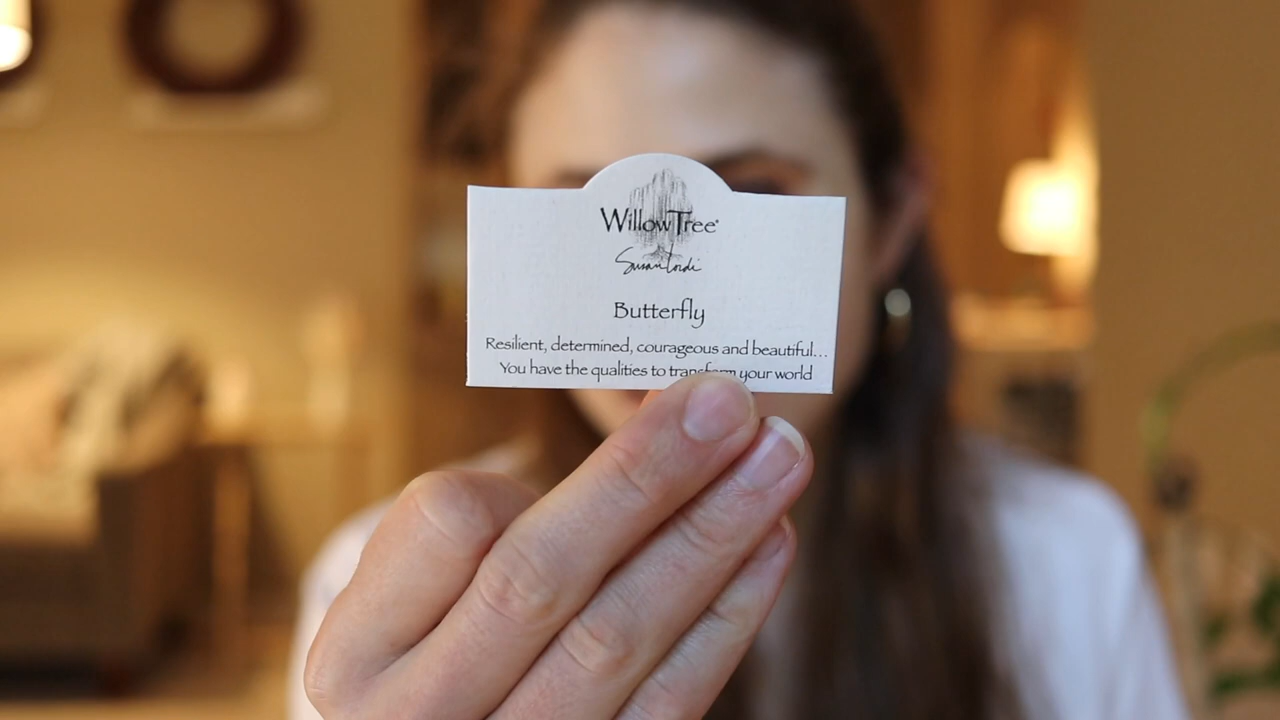 WillowTree®
Susan Lordi
Butterfly
Resilient, determined, courageous and beautiful...
You have the qualities to transform your world